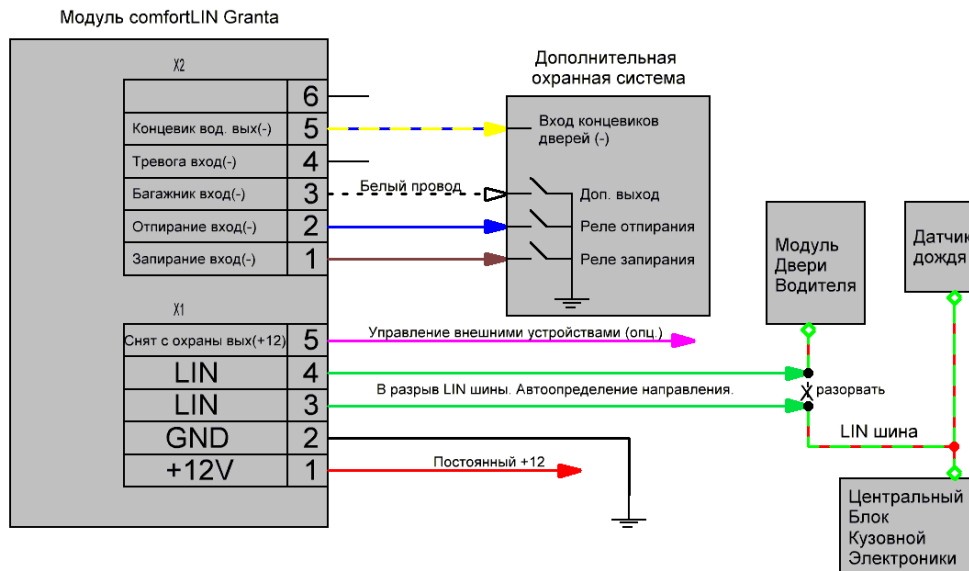 Модуль comfortLIN Granta
X2
6
Концевик вод. вых(-) 5
Тревога вход(-) 4
Багажник вход(-) 3
Отпирание вход(-) 2
Запирание вход(-) 1
Белый провод
Дополнительная
охранная система
Вход концевиков
дверей (-)
Доп. выход
Реле отпирания
Реле запирания
X1
Снят с охраны вых(+12) 5
LIN 4
LIN 3
GND 2
+12V 1
Управление внешними устройствами (опц.)
В разрыв LIN шины. Автоопределение направления.
Постоянный +12
Модуль
Двери
Водителя
Датчик
дождя
X разорвать
LIN шина
Центральный
Блок
Кузовной
Электроники